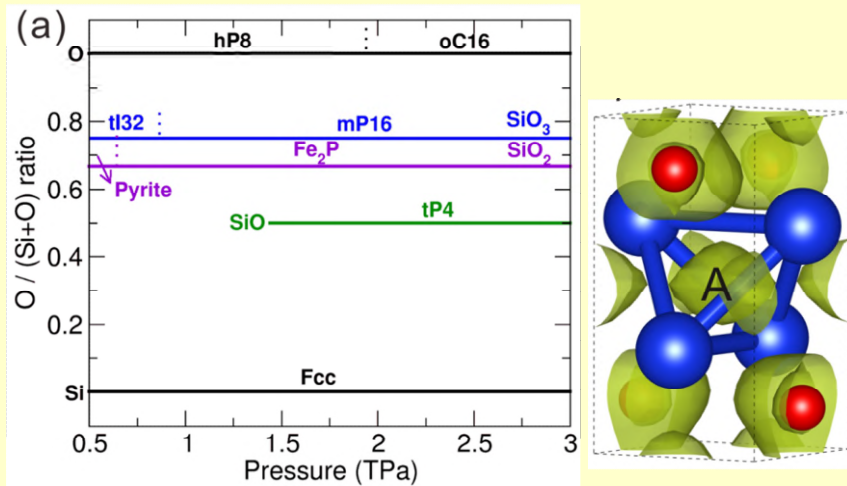 (a)
hP8
oC16
O
tI32
mP16
SiO3
0.8
Fe2P
SiO2
Pyrite
0.6
SiO
tP4
0.4
0.2
Fcc
Si
0.5
1
1.5
2
2.5
3
Pressure (TPa)
O / (Si+O) ratio
A